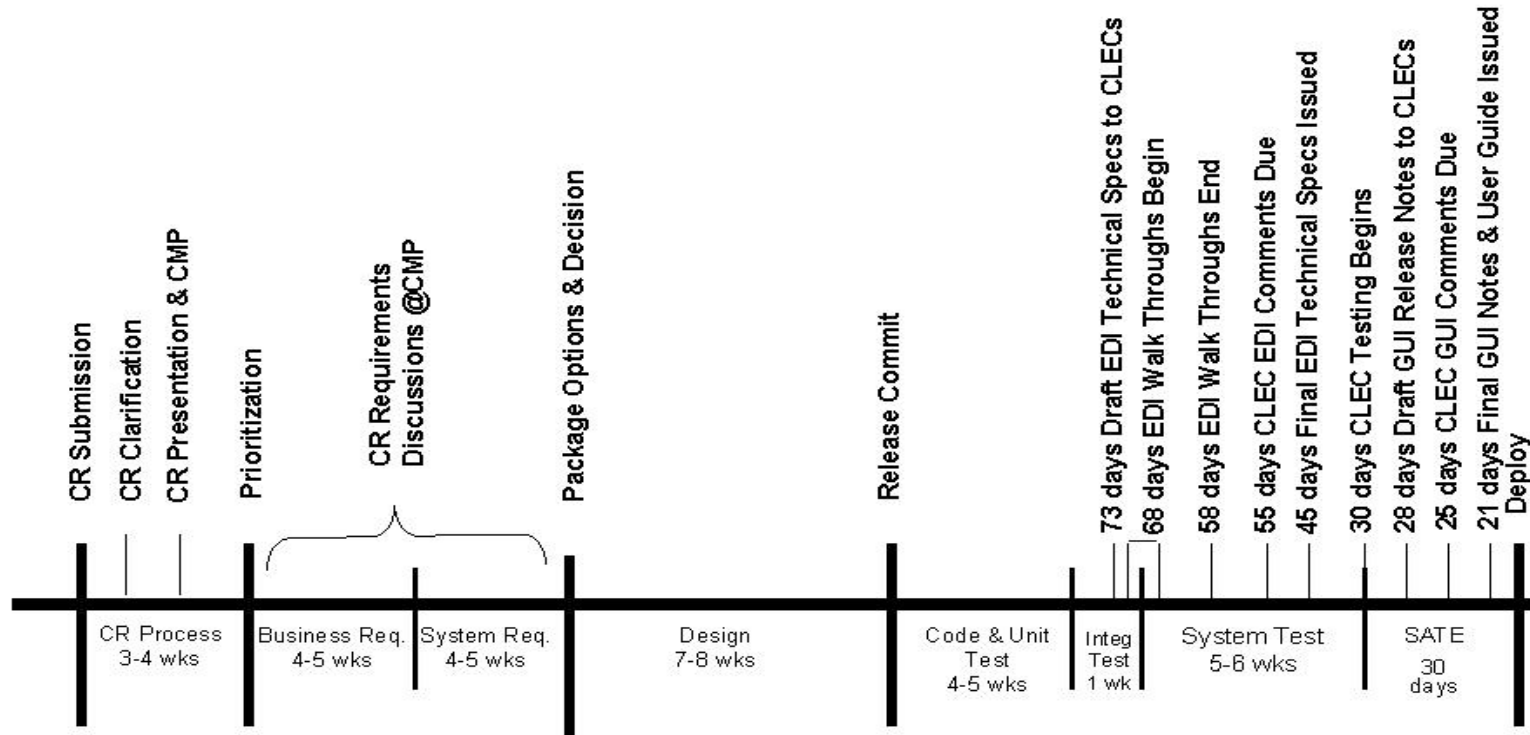 CR Submission
CR Clarification
CR Presentation & CMP
Prioritization
CR Requirements
Discussions @CMP
Package Options & Decision
Release Commit
73 days Draft EDI Technical Specs to CLECs
68 days EDI Walk Throughs Begin
58 days EDI Walk Throughs End
55 days CLEC EDI Comments Due
45 days Final EDI Technical Specs Issued
30 days CLEC Testing Begins
28 days Draft GUI Release Notes to CLECs
25 days CLEC GUI Comments Due
21 days Final GUI Notes & User Guide Issued
Deploy
CR Process
3-4 wks
Business Req.
4-5 wks
System Req.
4-5 wks
Design
7-8 wks
Code & Unit
Test
4-5 wks
Integ
Test
1 wk
System Test
5-6 wks
SATE
30
days